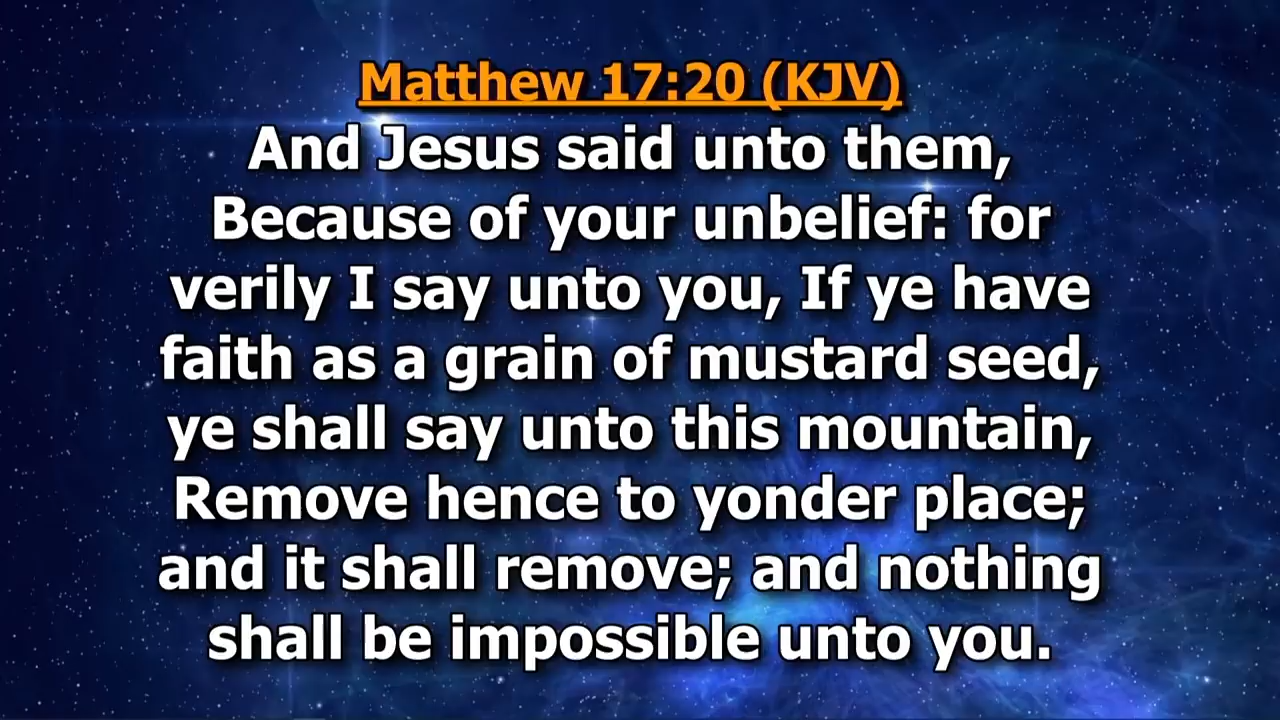 Matthew 17:20 (KJV)
And Jesus said unto them,
Because of your unbelief: for
verily I say unto you, If ye have
faith as a grain of mustard seed,
ye shall say unto this mountain,
Remove hence to yonder place;
and it shall remove; and nothing
shall be impossible unto you.